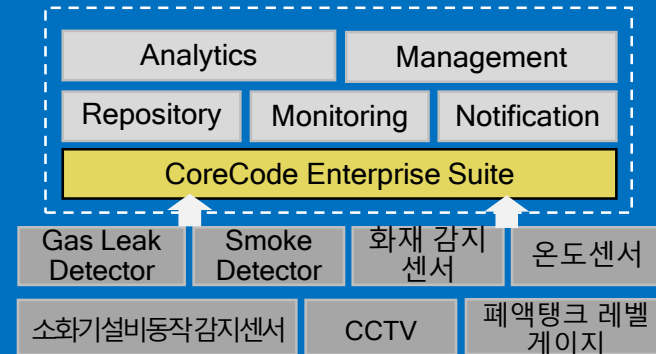 Analytics
Management
Repository
Monitoring
Notification
CoreCode Enterprise Suite
Gas Leak
Detector
Smoke
Detector
화재 감지
센서
온도센서
소화기설비동작감지센서
CCTV
폐액탱크 레벨
게이지